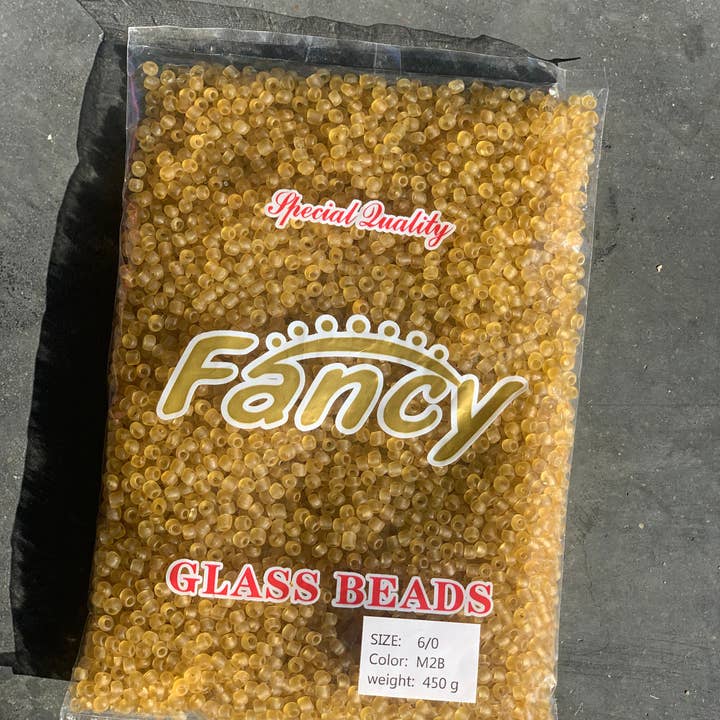 Special Quality
Fancy
GLASS BEADS
SIZE: 6/0
Color: M2B
weight: 450 g